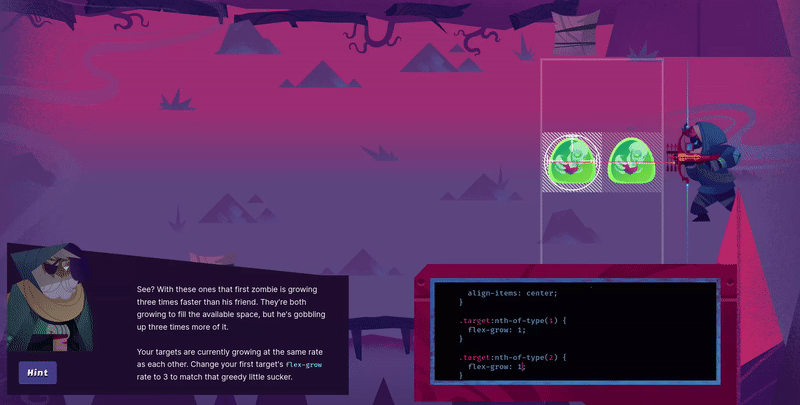 See? With these ones that first zombie is growing
three times faster than his friend. They're both
growing to fill the available space, but he's gobbling
up three times more of it.
Your targets are currently growing at the same rate
as each other. Change your first target's flex-grow
rate to 3 to match that greedy little sucker.
Hint
align-items: center;
}
.target:nth-of-type(1) {
flex-grow: 1;
}
.target:nth-of-type(2) {
flex-grow: 1;
}